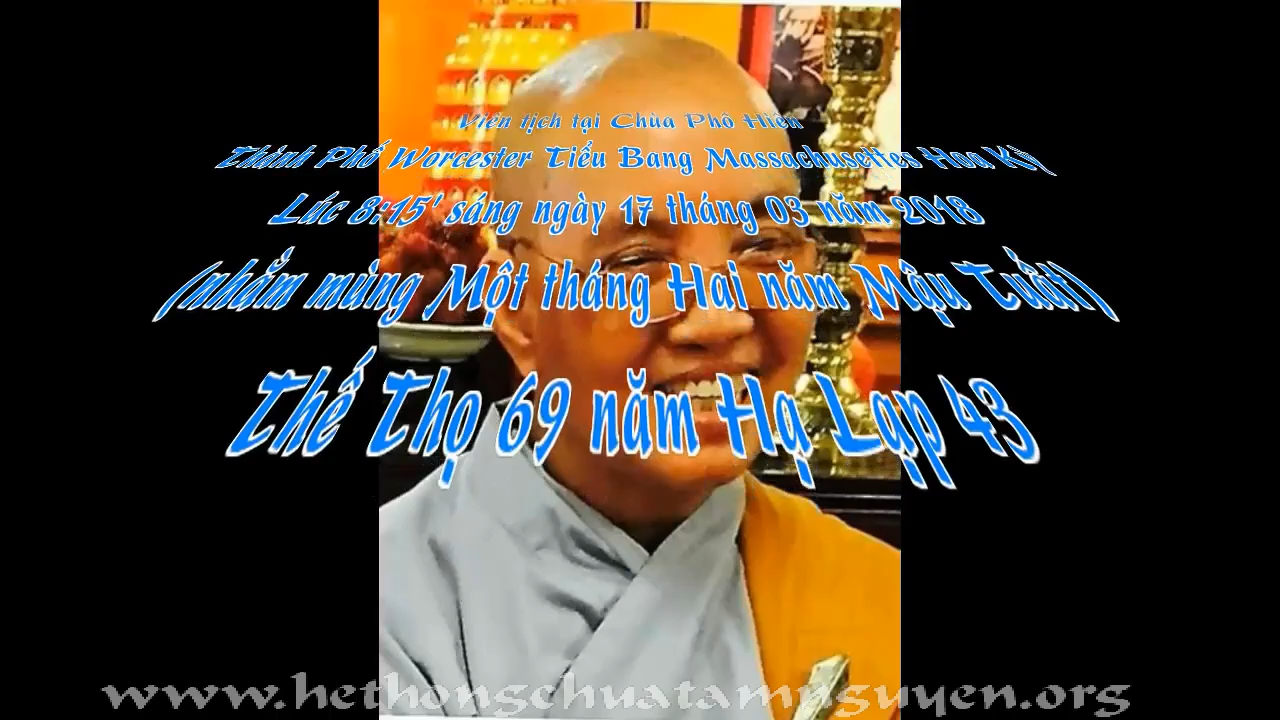 Viên tịch tại Chùa Phổ Hiền
Thành Phố Worcester Tiểu Bang Massachusettes Hoa Kỳ
Lúc 8:15' sáng ngày 17 tháng 03 năm 2018
(nhằm mùng Một tháng Hai năm Mậu Tuất)
Thế Thọ 69 năm Hạ Lạp 43
www.hethongchuatamnguyen.org